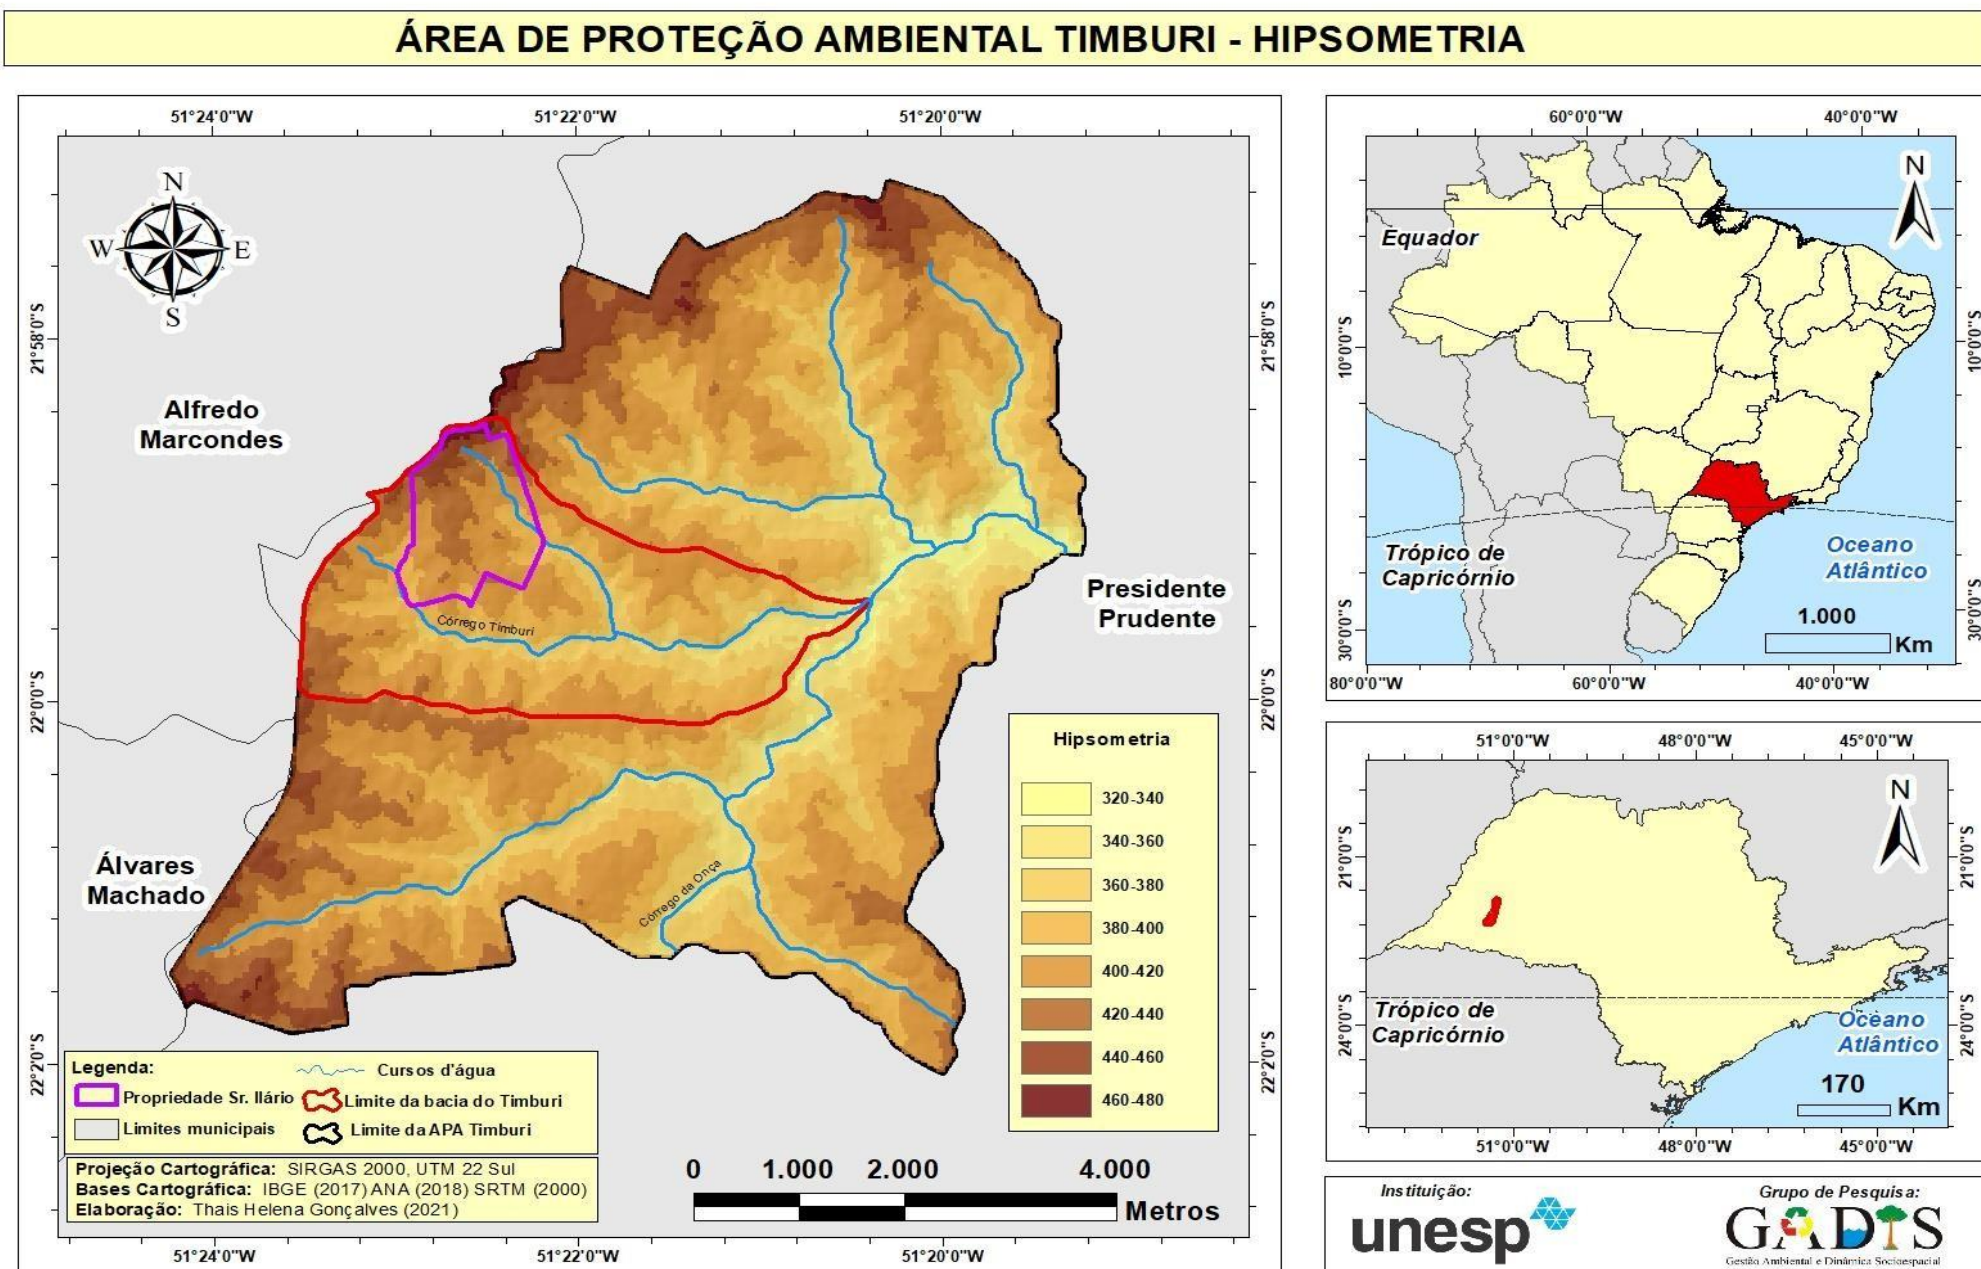 ÁREA DE PROTEÇÃO AMBIENTAL TIMBURI - HIPSOMETRIA
51°24'0"W
51°22'0"W
51°20'0"W
21°58'0"S
22°0'0"S
22°2'0"S
21°58'0"S
22°0'0"S
22°2'0"S
51°24'0"W
51°22'0"W
51°20'0"W
N
W
E
S
Alfredo
Marcondes
Presidente
Prudente
Álvares
Machado
Córrego Timburi
Córrego da Onça
Hipsometria
320-340
340-360
360-380
380-400
400-420
420-440
440-460
460-480
Legenda:
Cursos d'água
Propriedade Sr. Ilário
Limite da bacia do Timburi
Limites municipais
Limite da APA Timburi
Projeção Cartográfica: SIRGAS 2000, UTM 22 Sul
Bases Cartográfica: IBGE (2017) ANA (2018) SRTM (2000)
Elaboração: Thais Helena Gonçalves (2021)
0 1.000 2.000 4.000
Metros
60°0'0"W
40°0'0"W
N
Equador
10°0'0"S
10°0'0"S
Trópico de
Capricórnio
Oceano
Atlântico
1.000
Km
30°0'0"S
30°0'0"S
80°0'0"W
60°0'0"W
40°0'0"W
51°0'0"W
48°0'0"W
45°0'0"W
N
21°0'0"S
21°0'0"S
Trópico de
Capricórnio
Oceano
Atlântico
24°0'0"S
24°0'0"S
170
Km
51°0'0"W
48°0'0"W
45°0'0"W
Instituição:
unesp
Grupo de Pesquisa:
GADIS
Gestão Ambiental e Dinâmica Socioespacial